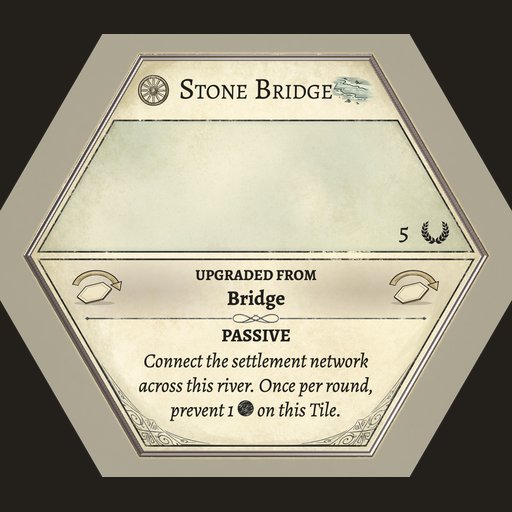 Stone Bridge
5
UPGRADED FROM
Bridge
PASSIVE
Connect the settlement network
across this river. Once per round,
prevent 1 on this Tile.